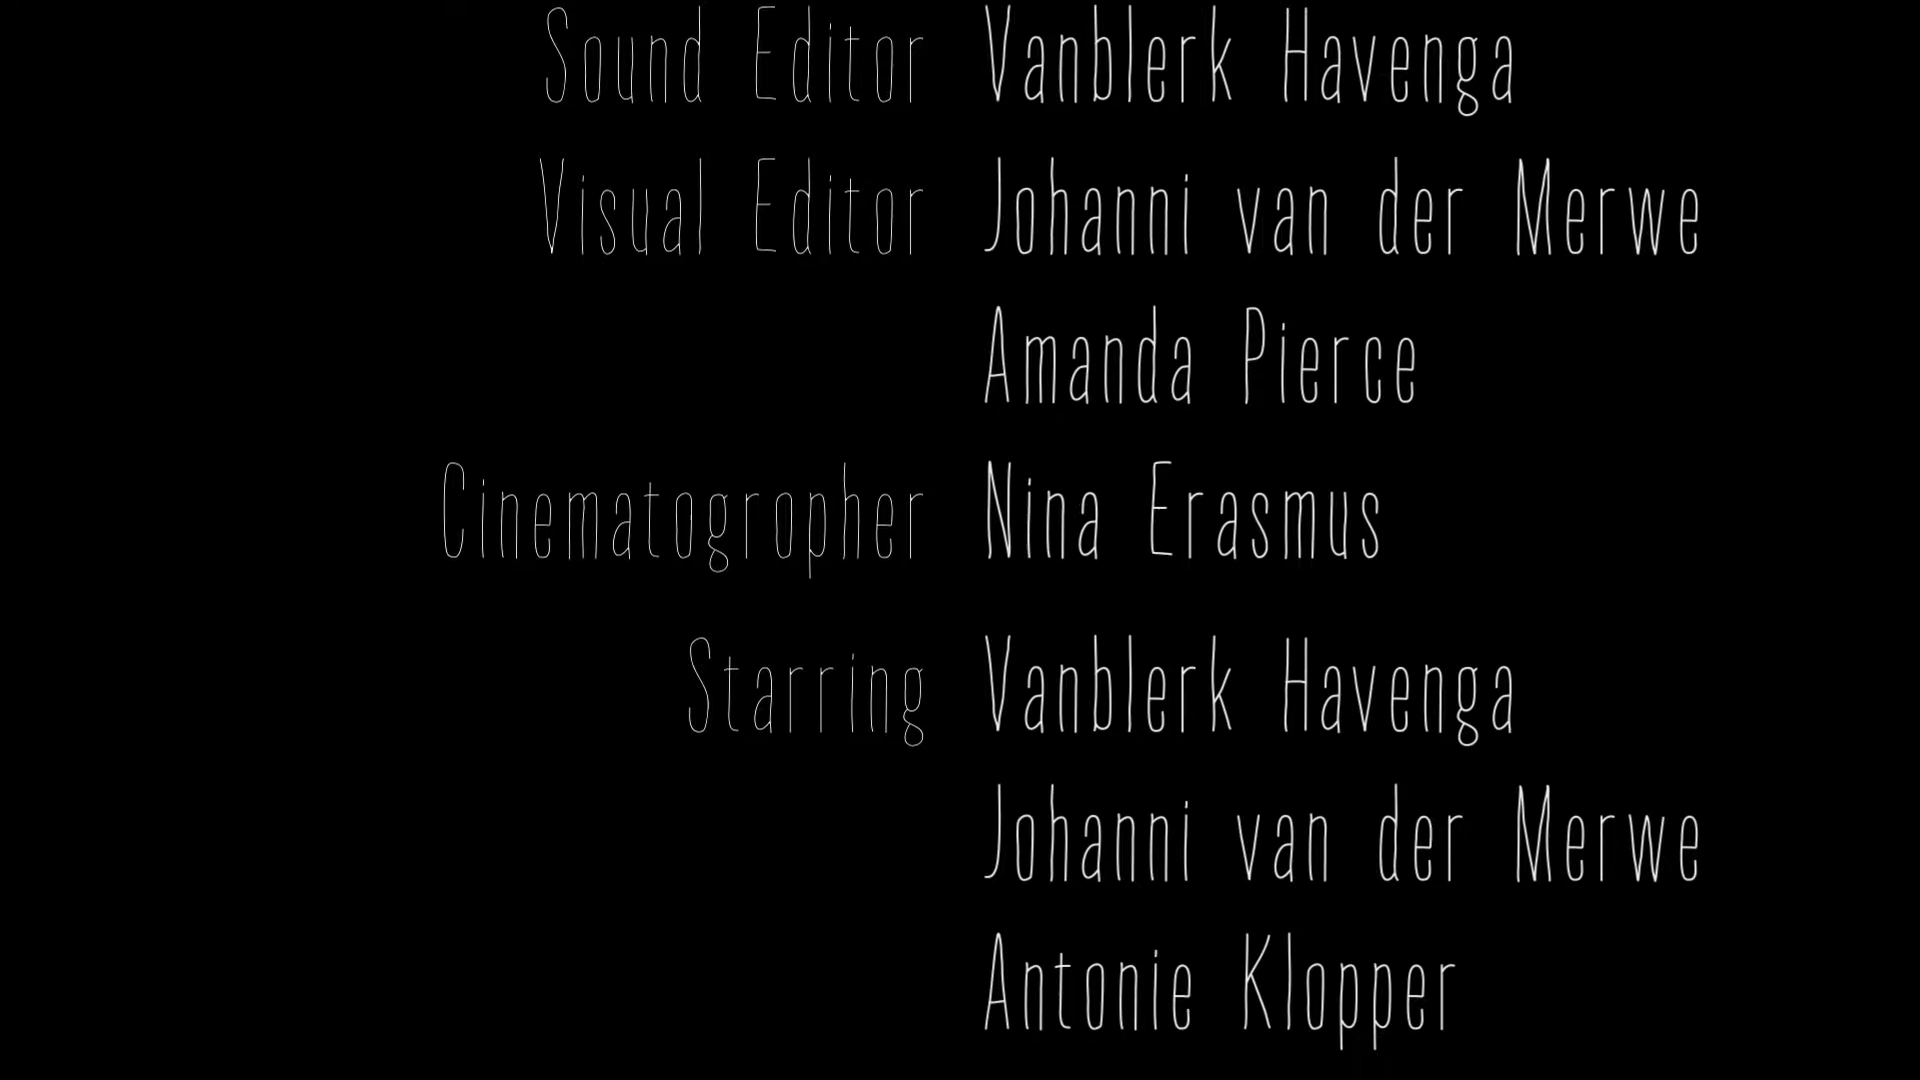 Sound Editor Vanblerk Havenga
Visual Editor Johanni van der Merwe
Amanda Pierce
Cinematogropher Nina Erasmus
Starring Vanblerk Havenga
Johanni van der Merwe
Antonie Klopper